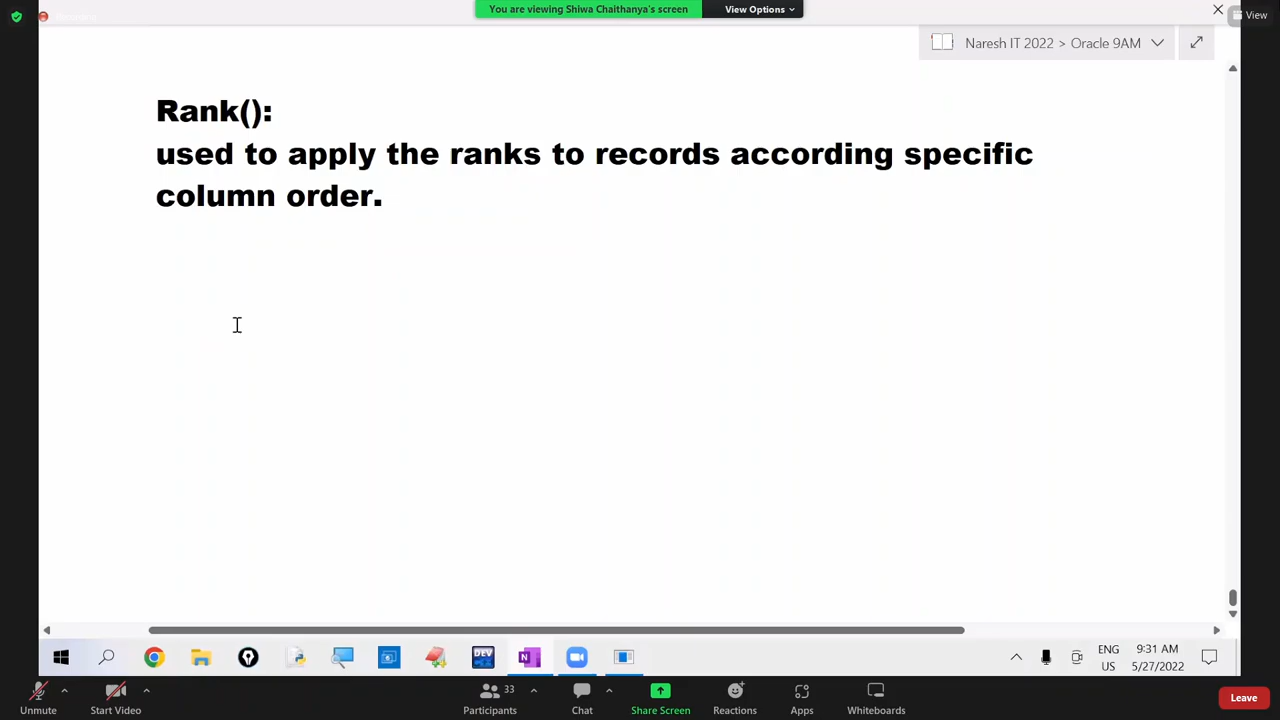 You are viewing Shiwa Chaithanya's screen
View Options
View
Naresh IT 2022 > Oracle 9AM
Rank():
used to apply the ranks to records according specific
column order.
DEV
N
ENG
US
9:31 AM
5/27/2022
Unmute
Start Video
33
Participants
Chat
Share Screen
Reactions
Apps
Whiteboards
Leave